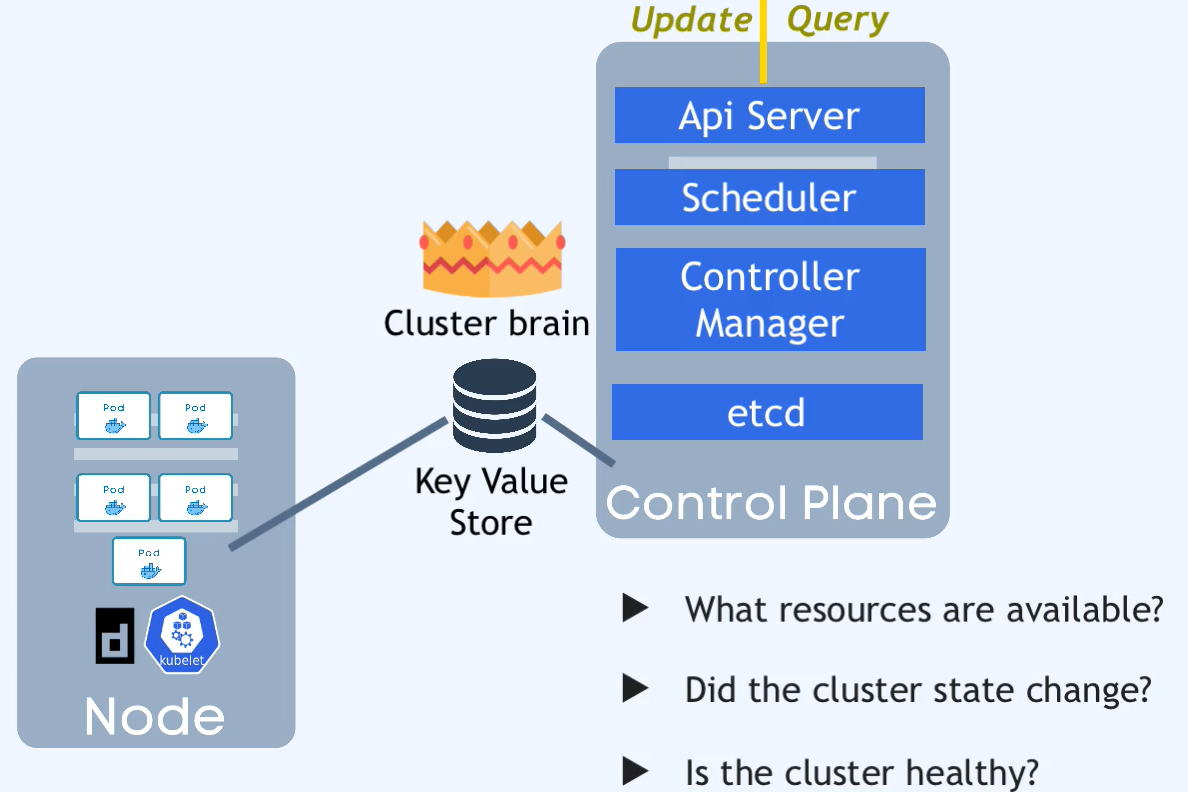 Update Query
Api Server
Scheduler
Controller
Manager
etcd
Control Plane
Cluster brain
Key Value
Store
Pod Pod
Pod Pod
Pod
d kubelet
Node
What resources are available?
Did the cluster state change?
Is the cluster healthy?